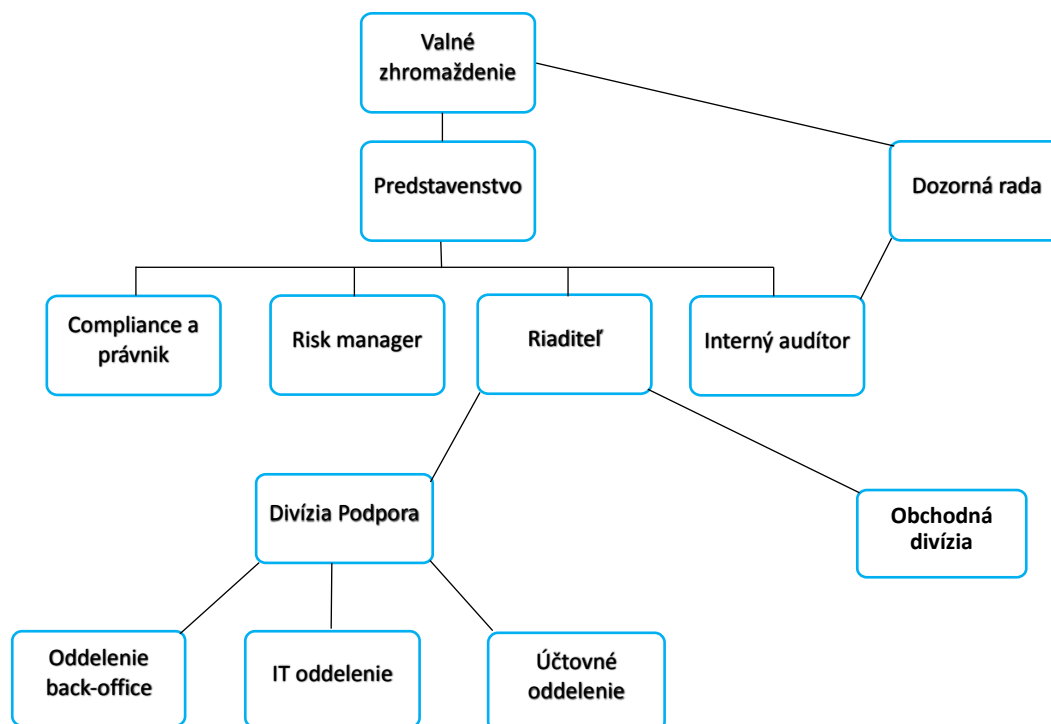 Valné
zhromaždenie
Predstavenstvo
Dozorná rada
Compliance a
právnik
Risk manager
Riaditeľ
Interný audítor
Divízia Podpora
Obchodná
divízia
Oddelenie
back-office
IT oddelenie
Účtovné
oddelenie